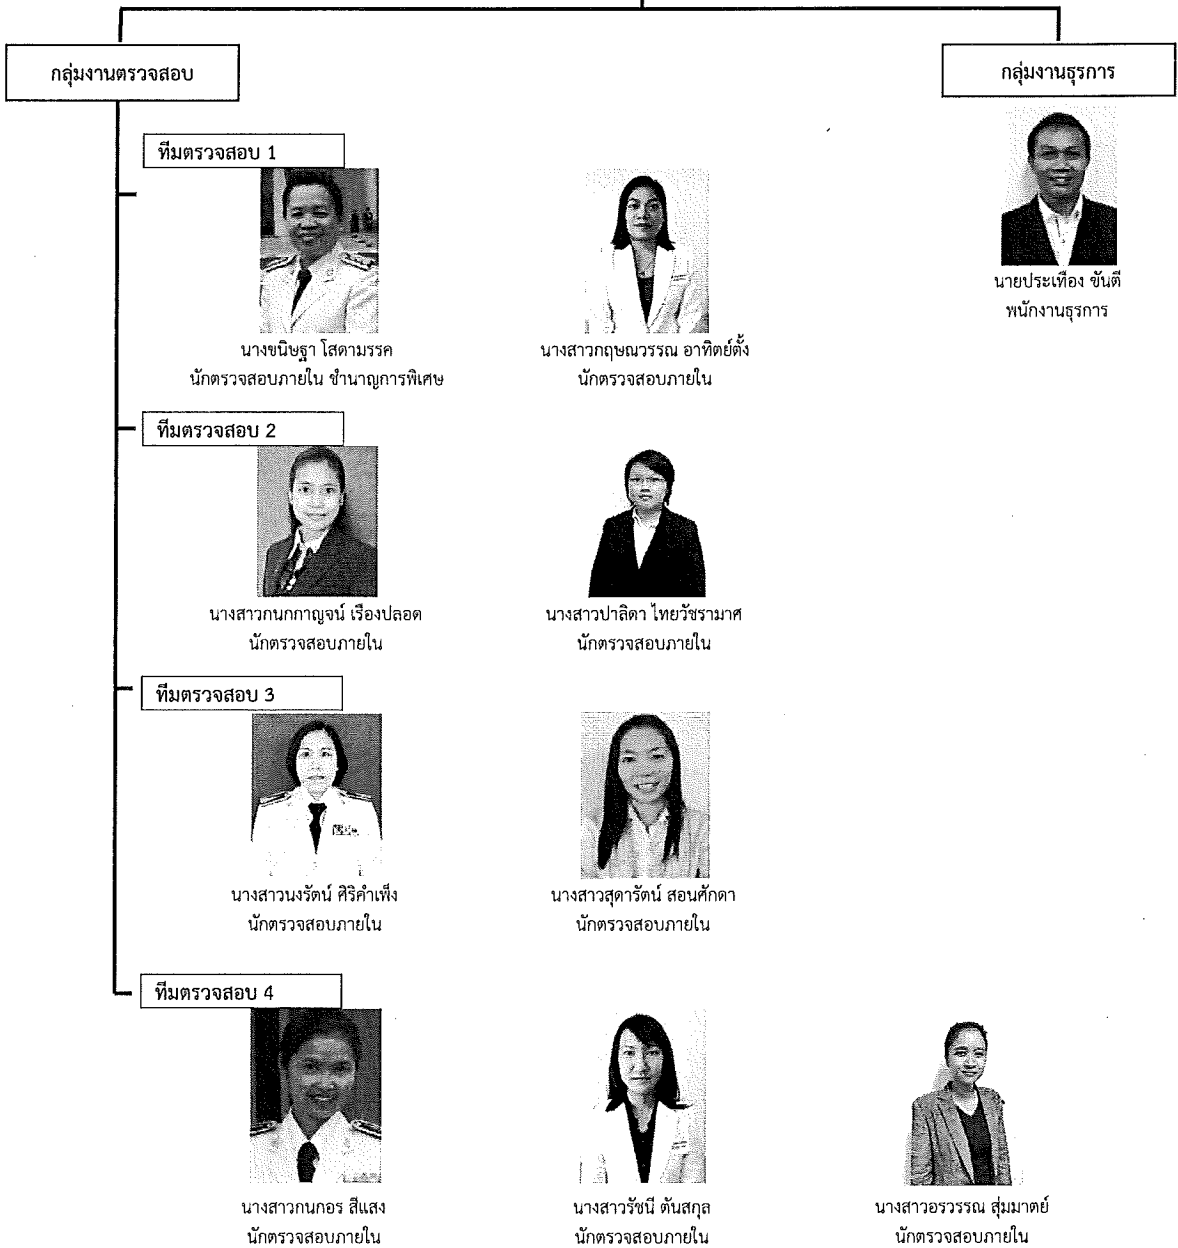 กลุ่มงานตรวจสอบ
กลุ่มงานธุรการ
นายประเทือง ขันตี
พนักงานธุรการ
ทีมตรวจสอบ 1
นางขนิษฐา โสดามรรค
นักตรวจสอบภายใน ชำนาญการพิเศษ
นางสาวกฤษณวรรณ อาทิตย์ตั้ง
นักตรวจสอบภายใน
ทีมตรวจสอบ 2
นางสาวกนกกาญจน์ เรืองปลอด
นักตรวจสอบภายใน
นางสาวปาลิดา ไทยวัชรามาศ
นักตรวจสอบภายใน
ทีมตรวจสอบ 3
นางสาวนงรัตน์ ศิริคำเพ็ง
นักตรวจสอบภายใน
นางสาวสุดารัตน์ สอนศักดา
นักตรวจสอบภายใน
ทีมตรวจสอบ 4
นางสาวกนกอร สีแสง
นักตรวจสอบภายใน
นางสาวรัชนี ตันสกุล
นักตรวจสอบภายใน
นางสาวอรวรรณ สุ่มมาตย์
นักตรวจสอบภายใน